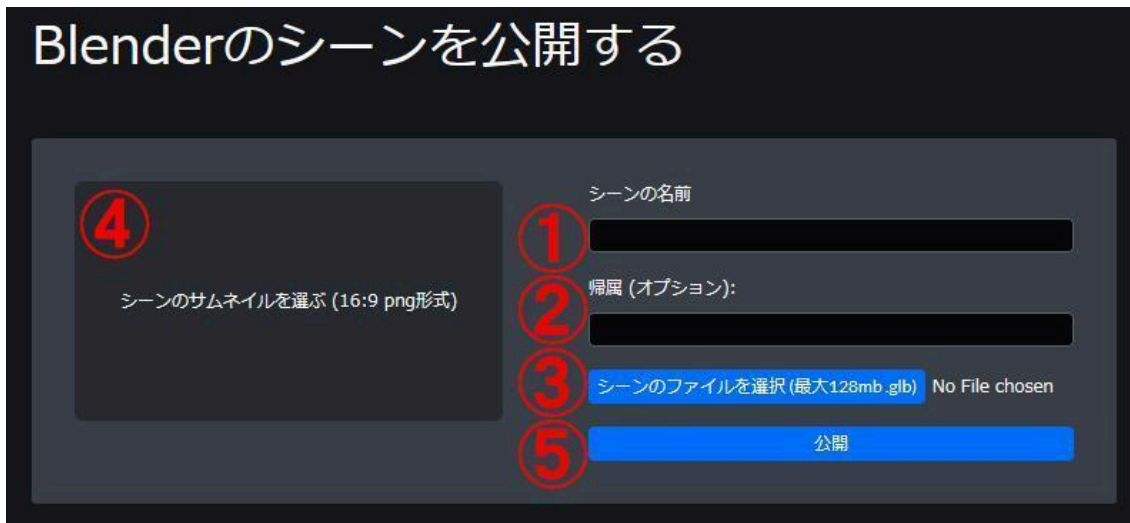 Blenderのシーンを公開する
④
シーンのサムネイルを選ぶ (16:9 png形式)
シーンの名前
①
帰属 (オプション):
②
③
シーンのファイルを選択(最大128mb.glb) No File chosen
⑤
公開